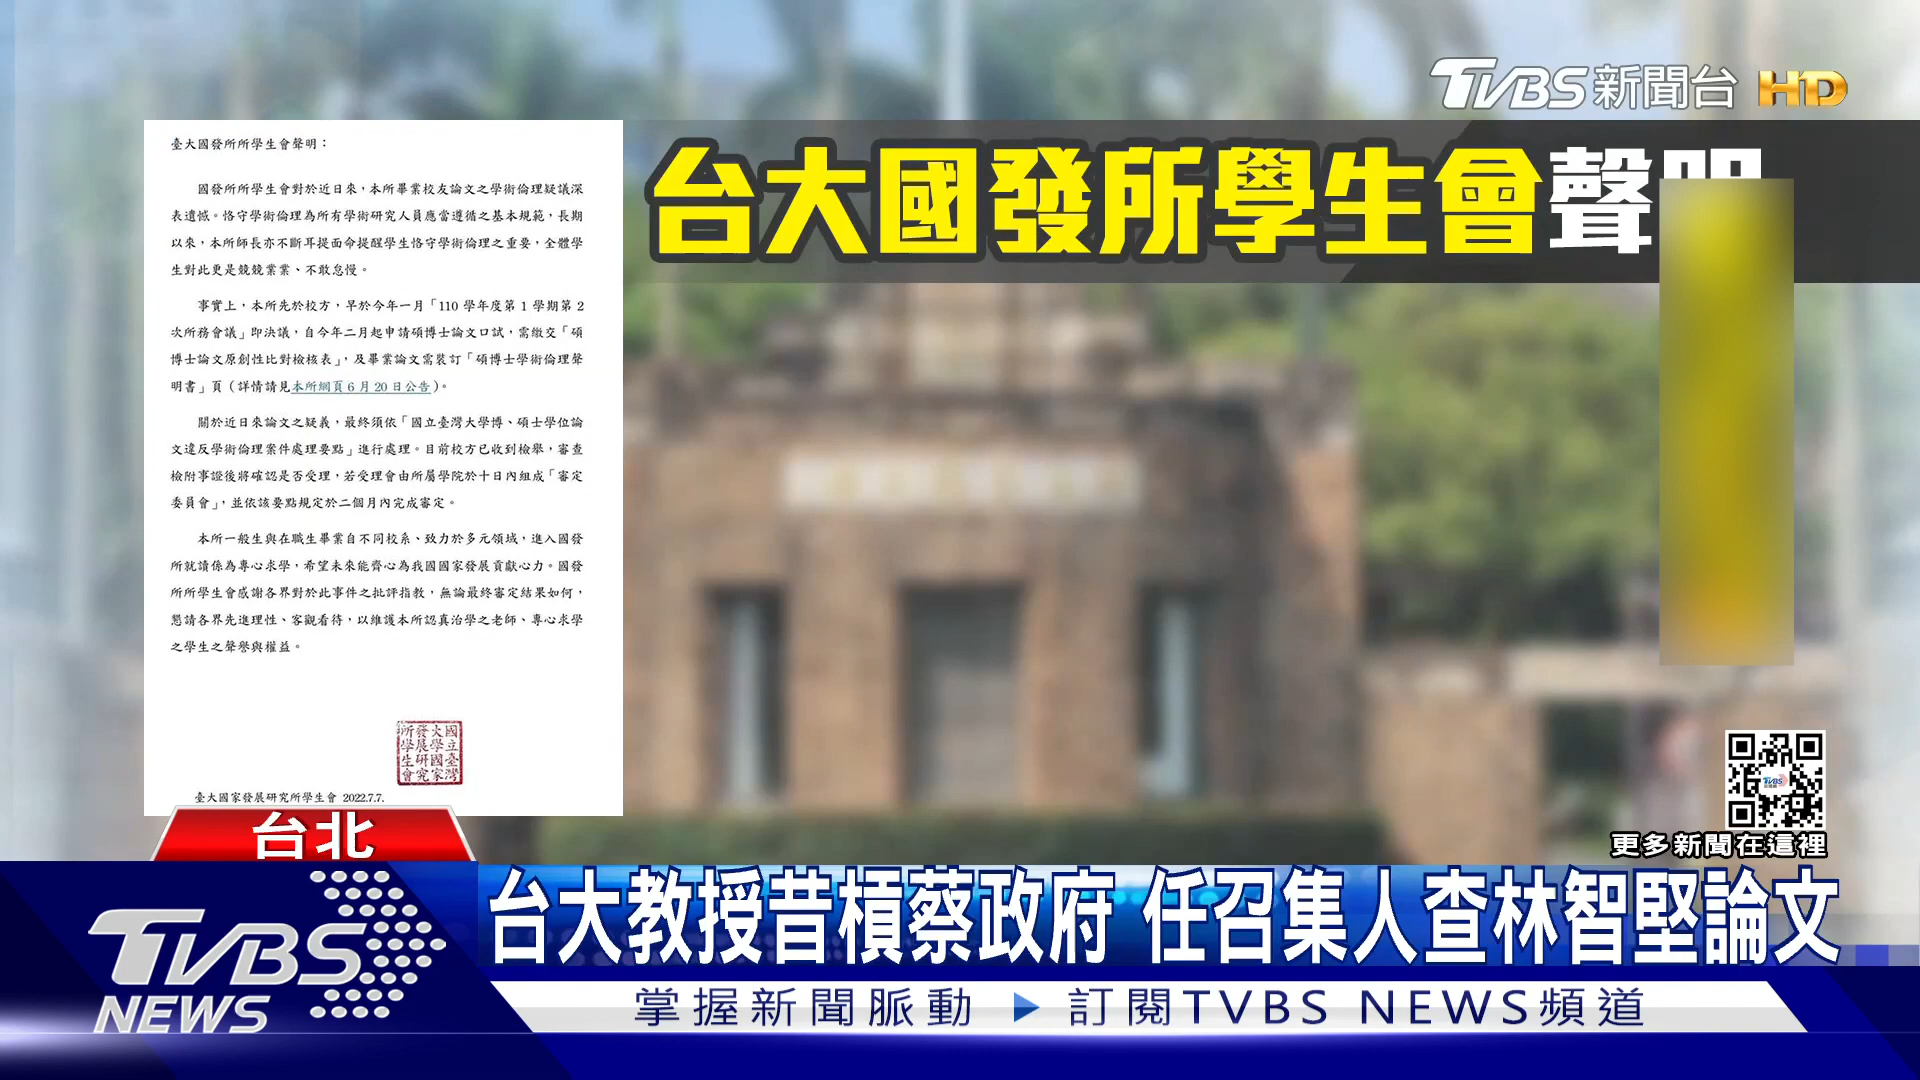 TVBS新聞台 HD
台大國發所學生會聲明
臺大國發所所學生會聲明：
國發所所學生會對於近日來，本所畢業校友論文之學術倫理疑議深
表遺憾。恪守學術倫理為所有學術研究人員應當遵循之基本規範，長期
以來，本所師長亦不斷耳提面命提醒學生恪守學術倫理之重要，全體學
生對此更是兢兢業業、不敢怠慢。
事實上，本所先於校方，早於今年一月「110 學年度第 1 學期第 2
次所務會議」即決議，自今年二月起申請碩博士論文口試，需繳交「碩
博士論文原創性比對檢核表」，及畢業論文需裝訂「碩博士學術倫理聲
明書」頁（詳情請見本所網頁 6 月 20 日公告）。
關於近日來論文之疑義，最終須依「國立臺灣大學博、碩士學位論
文違反學術倫理案件處理要點」進行處理。目前校方已收到檢舉，審查
檢附事證後將確認是否受理，若受理會由所屬學院於十日內組成「審定
委員會」，並依該要點規定於二個月內完成審定。
本所一般生與在職生畢業自不同校系、致力於多元領域，進入國發
所就讀係為專心求學，希望未來能齊心為我國國家發展貢獻心力。國發
所所學生會感謝各界對於此事件之批評指教，無論最終審定結果如何，
懇請各界先進理性、客觀看待，以維護本所認真治學之老師、專心求學
之學生之聲譽與權益。
國立臺灣
大學國家
發展研究
所學生會
臺大國家發展研究所學生會 2022.7.7.
TVBS
更多新聞在這裡
台北
台大教授昔槓蔡政府 任召集人查林智堅論文
TVBS
NEWS
掌握新聞脈動 ▶ 訂閱TVBS NEWS頻道